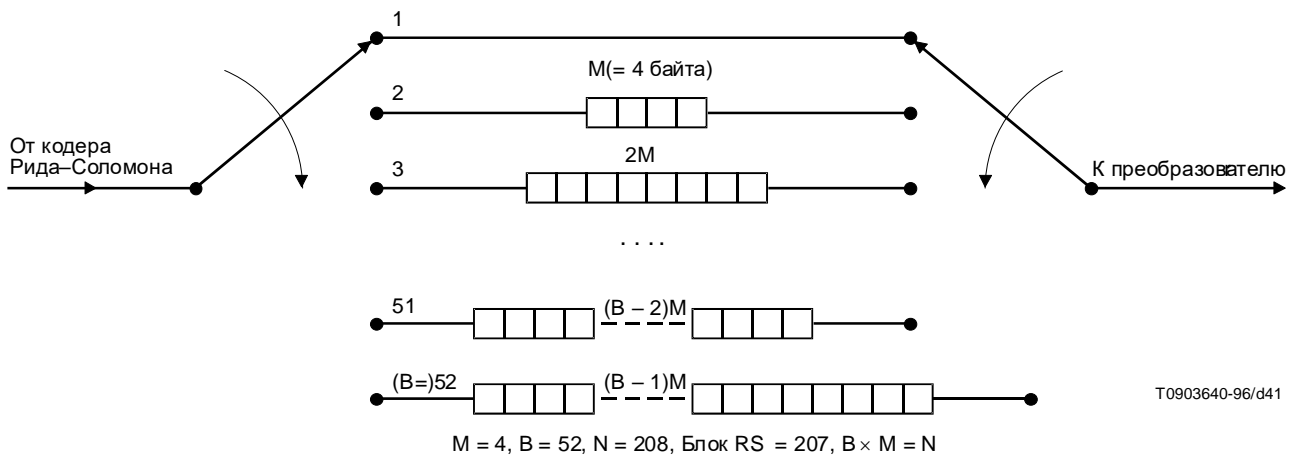 1
M(= 4 байта)
2
От кодера
Рида–Соломона
2M
3
К преобразователю
. . . .
51
(B – 2)M
(B=)52
(B – 1)M
T0903640-96/d41
M = 4, B = 52, N = 208, Блок RS = 207, B × M = N